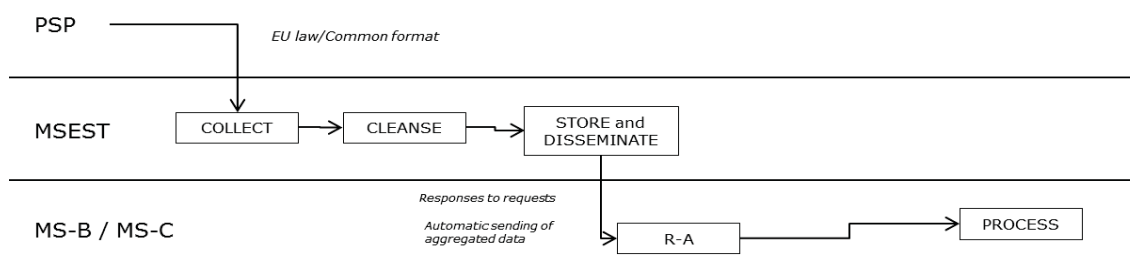 PSP
EU law/Common format
MSEST
COLLECT
CLEANSE
STORE and
DISSEMINATE
Responses to requests
Automatic sending of
aggregated data
MS-B / MS-C
R-A
PROCESS